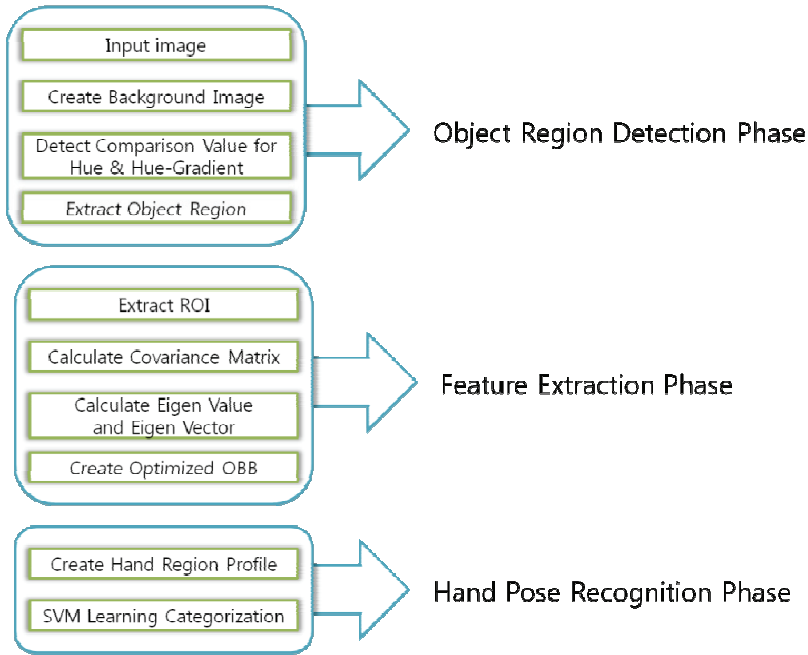 Input image
Create Background Image
Detect Comparison Value for
Hue & Hue-Gradient
Extract Object Region
Object Region Detection Phase
Extract ROI
Calculate Covariance Matrix
Calculate Eigen Value
and Eigen Vector
Create Optimized OBB
Feature Extraction Phase
Create Hand Region Profile
SVM Learning Categorization
Hand Pose Recognition Phase